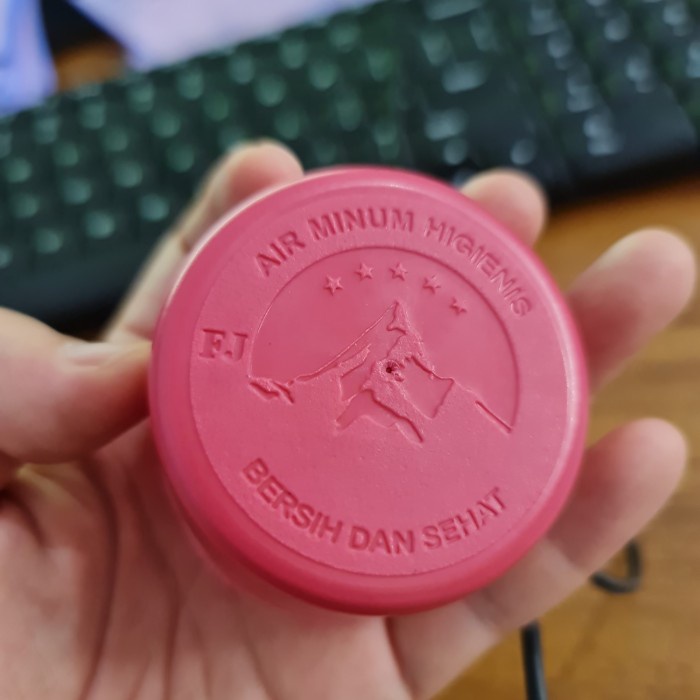 AIR MINUM HIGIENIS
FJ
BERSIH DAN SEHAT